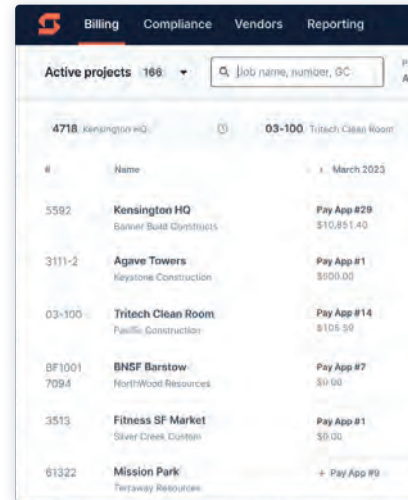 Billing Compliance Vendors Reporting
Active projects 166 Job name, number, GC
4718 Kensington HQ 03-100 Tritech Clean Room
# Name March 2023
5592 Kensington HQ Pay App #29
Banner Build Constructs $10,851.40
3111-2 Agave Towers Pay App #1
Keystone Construction $500.00
03-100 Tritech Clean Room Pay App #14
Pacific Construction $105.50
BF1001 BNSF Barstow Pay App #7
7094 NorthWood Resources $0.00
3513 Fitness SF Market Pay App #1
Silver Creek Custom $0.00
61322 Mission Park + Pay App #9
Terraway Resources